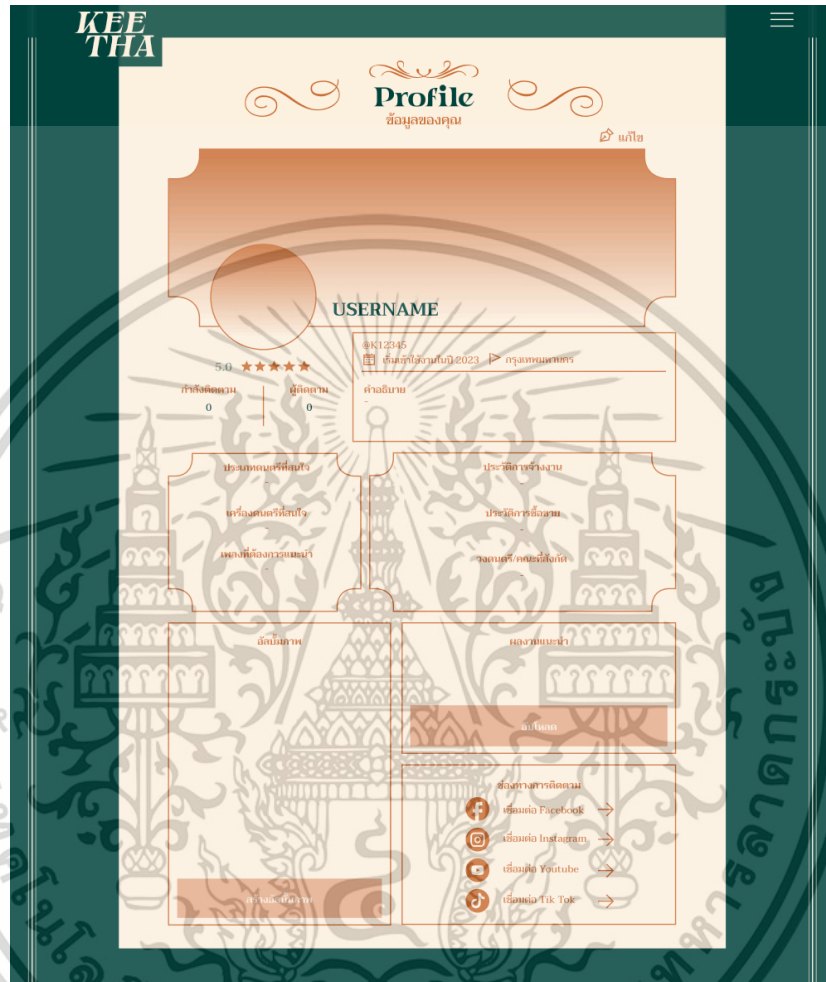 KEE
THA
Profile
ข้อมูลของคุณ
แก้ไข
USERNAME
@K12345
เริ่มเข้าใช้งานในปี 2023 กรุงเทพมหานคร
5.0
กำลังติดตาม ผู้ติดตาม
0 0
คำอธิบาย
-
ประเภทดนตรีที่สนใจ
-
เครื่องดนตรีที่สนใจ
-
เพลงที่ต้องการแนะนำ
-
ประวัติการจ้างงาน
-
ประวัติการซื้อขาย
-
วงดนตรี/คณะที่สังกัด
-
อัลบั้มภาพ
สร้างอัลบั้มภาพ
ผลงานแนะนำ
อัปโหลด
ช่องทางการติดตาม
เชื่อมต่อ Facebook
เชื่อมต่อ Instagram
เชื่อมต่อ Youtube
เชื่อมต่อ Tik Tok